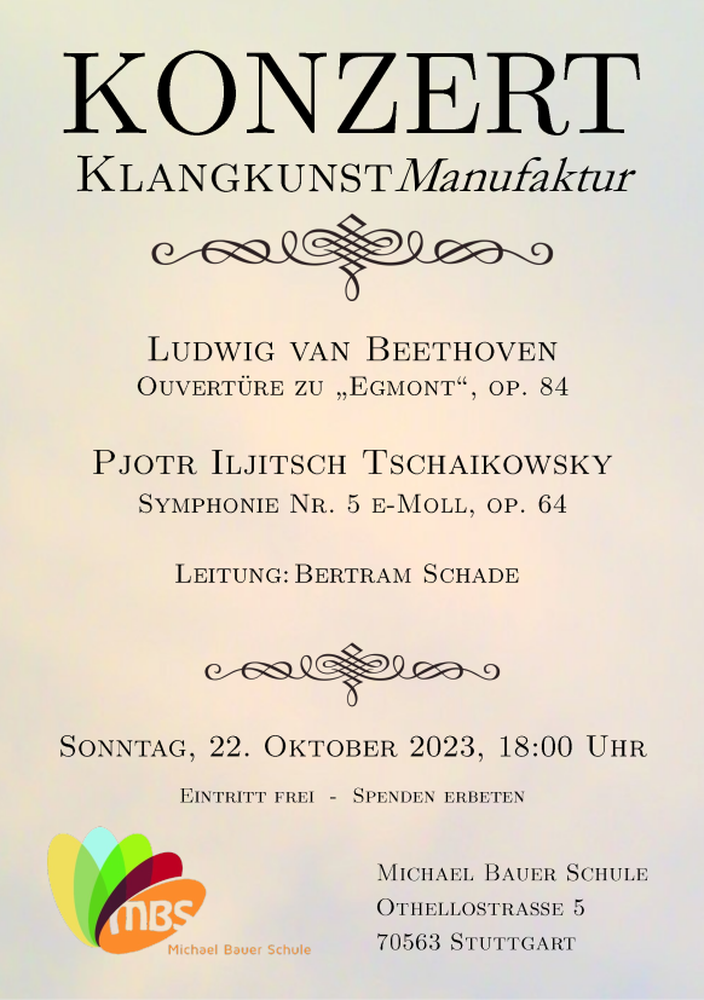 KONZERT
KLANGKUNSTManufaktur
LUDWIG VAN BEETHOVEN
OUVERTÜRE ZU „EGMONT“, OP. 84
PJOTR ILJITSCH TSCHAIKOWSKY
SYMPHONIE NR. 5 E-MOLL, OP. 64
LEITUNG: BERTRAM SCHADE
SONNTAG, 22. OKTOBER 2023, 18:00 UHR
EINTRITT FREI - SPENDEN ERBETEN
MBS
Michael Bauer Schule
MICHAEL BAUER SCHULE
OTHELLOSTRASSE 5
70563 STUTTGART